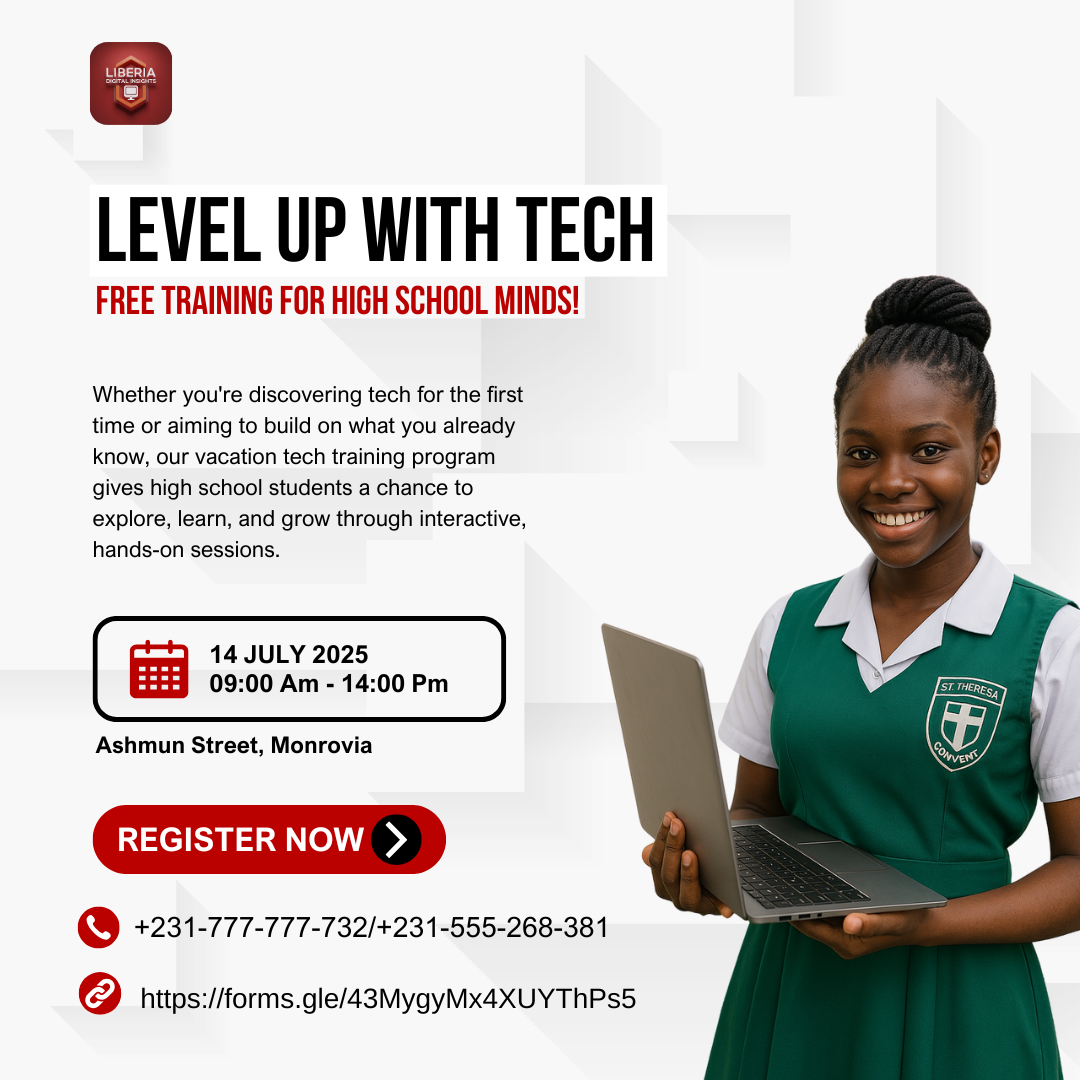 LIBERIA
DIGITAL INSIGHTS
LEVEL UP WITH TECH
FREE TRAINING FOR HIGH SCHOOL MINDS!
Whether you're discovering tech for the first
time or aiming to build on what you already
know, our vacation tech training program
gives high school students a chance to
explore, learn, and grow through interactive,
hands-on sessions.
14 JULY 2025
09:00 Am - 14:00 Pm
Ashmun Street, Monrovia
REGISTER NOW
+231-777-777-732/+231-555-268-381
https://forms.gle/43MygyMx4XUYThPs5
ST. THERESA
CONVENT